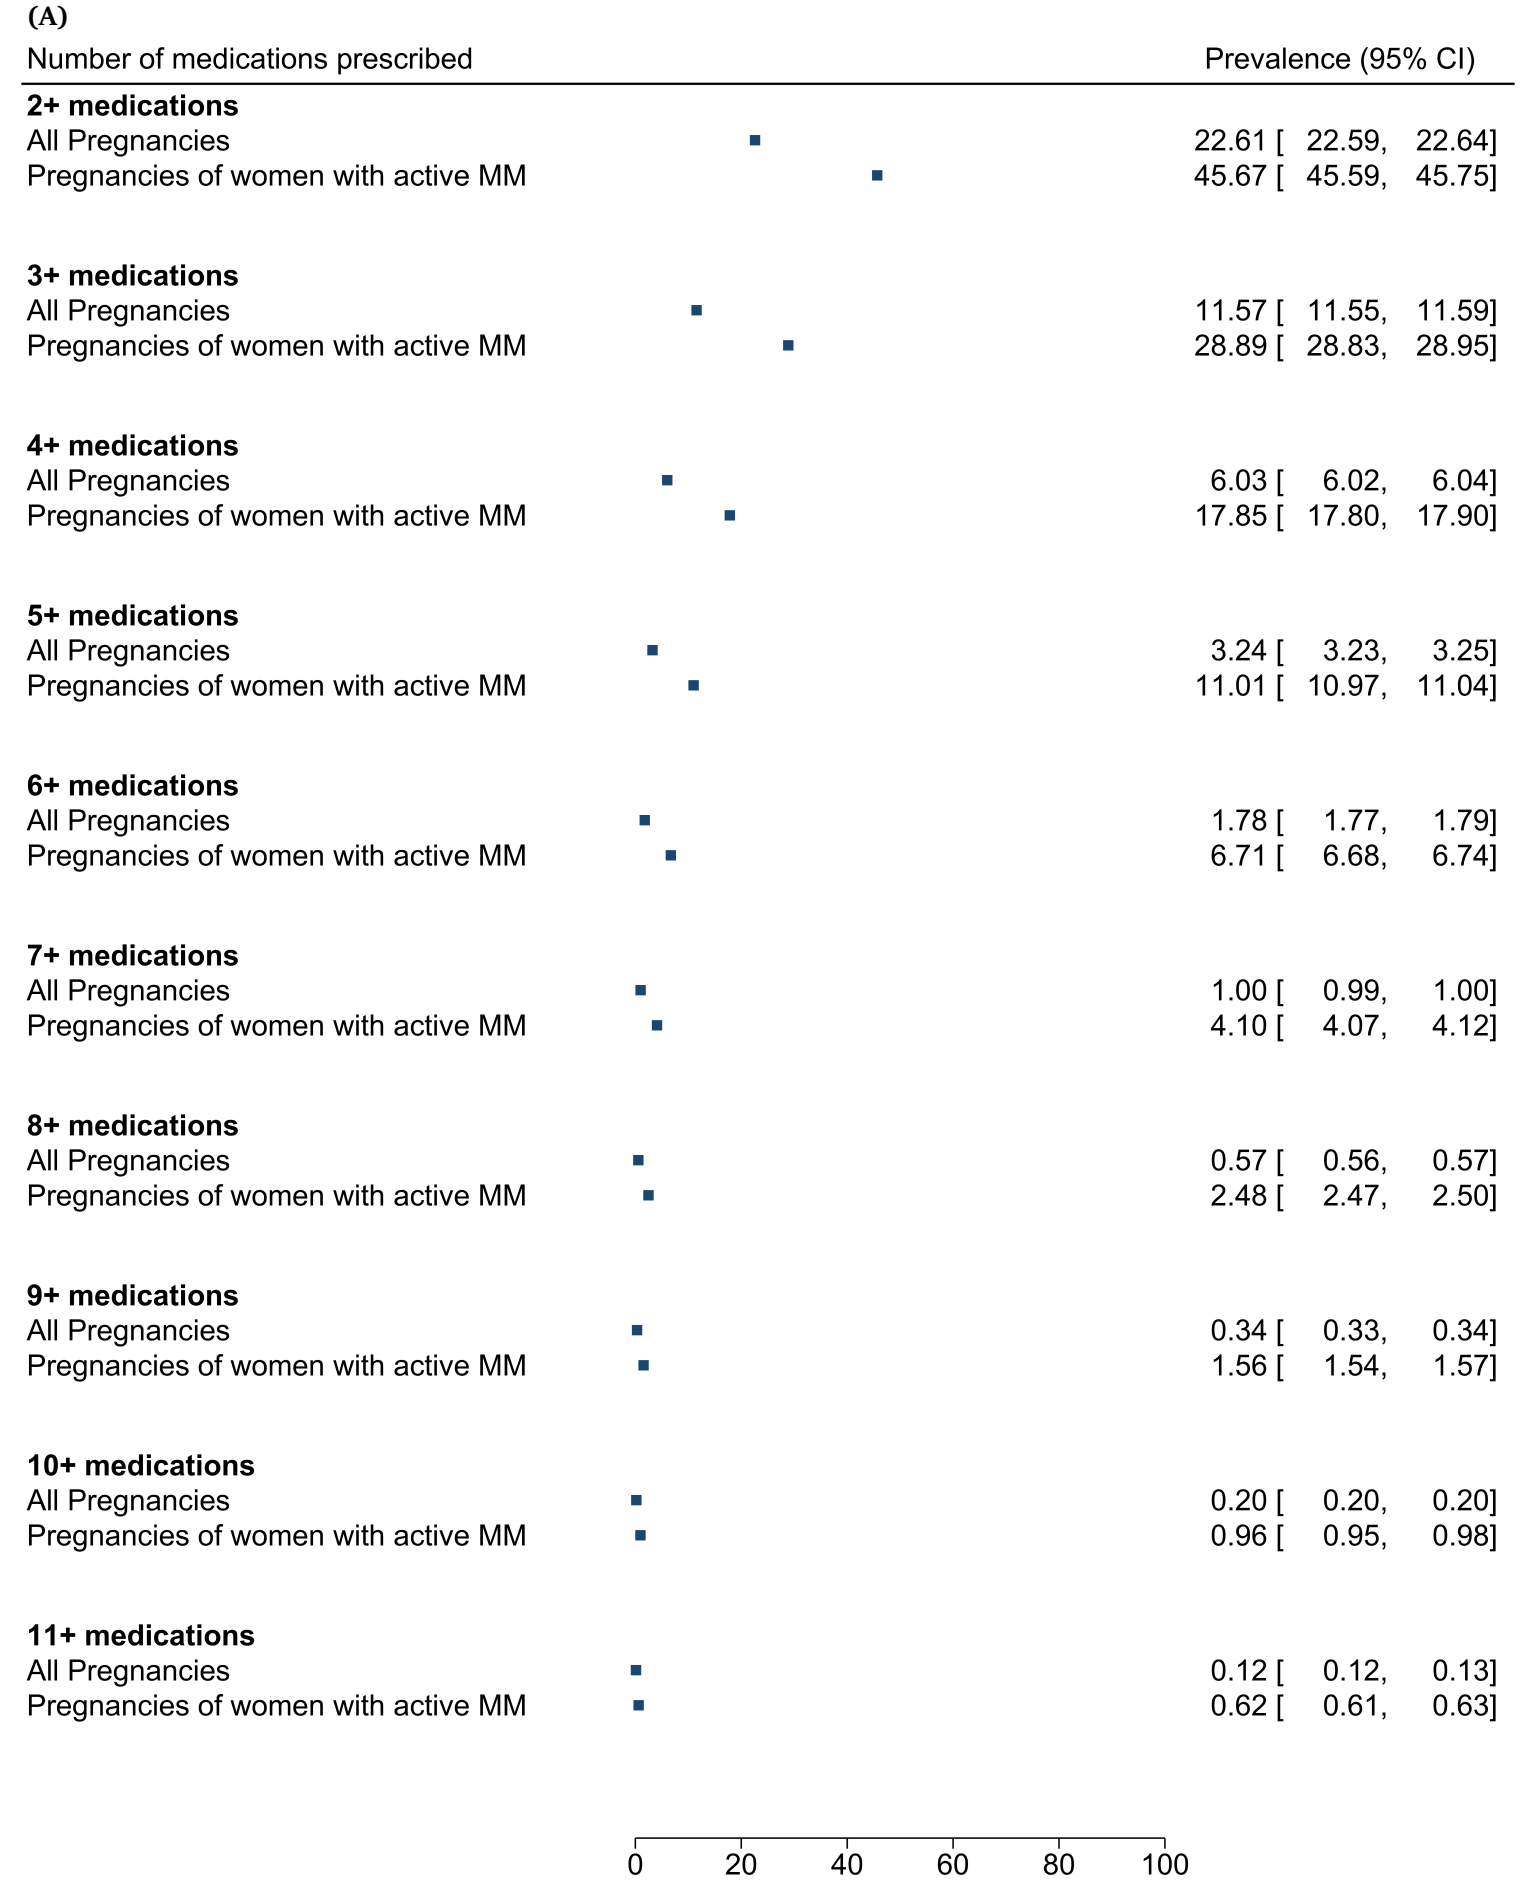 (A)
Number of medications prescribed Prevalence (95% CI)
2+ medications
All Pregnancies 22.61 [ 22.59, 22.64]
Pregnancies of women with active MM 45.67 [ 45.59, 45.75]
3+ medications
All Pregnancies 11.57 [ 11.55, 11.59]
Pregnancies of women with active MM 28.89 [ 28.83, 28.95]
4+ medications
All Pregnancies 6.03 [ 6.02, 6.04]
Pregnancies of women with active MM 17.85 [ 17.80, 17.90]
5+ medications
All Pregnancies 3.24 [ 3.23, 3.25]
Pregnancies of women with active MM 11.01 [ 10.97, 11.04]
6+ medications
All Pregnancies 1.78 [ 1.77, 1.79]
Pregnancies of women with active MM 6.71 [ 6.68, 6.74]
7+ medications
All Pregnancies 1.00 [ 0.99, 1.00]
Pregnancies of women with active MM 4.10 [ 4.07, 4.12]
8+ medications
All Pregnancies 0.57 [ 0.56, 0.57]
Pregnancies of women with active MM 2.48 [ 2.47, 2.50]
9+ medications
All Pregnancies 0.34 [ 0.33, 0.34]
Pregnancies of women with active MM 1.56 [ 1.54, 1.57]
10+ medications
All Pregnancies 0.20 [ 0.20, 0.20]
Pregnancies of women with active MM 0.96 [ 0.95, 0.98]
11+ medications
All Pregnancies 0.12 [ 0.12, 0.13]
Pregnancies of women with active MM 0.62 [ 0.61, 0.63]
0 20 40 60 80 100